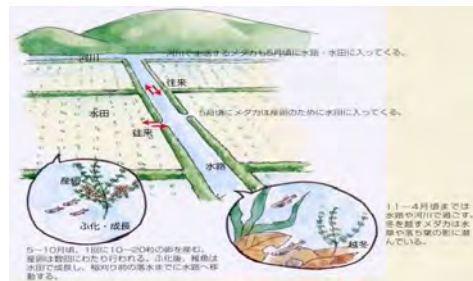 河川
河川で生活するメダカも5月頃に水路・水田に入ってくる。
往来
5月頃にメダカは産卵のために水田に入ってくる。
水田
往来
水路
産卵
ふ化・成長
越冬
5〜10月頃、1回に10〜20粒の卵を産む。
産卵は数回にわたり行われる。ふ化後、稚魚は
水田で成長し、稲刈り前の落水までに水路へ移
動する。
11〜4月頃までは
水路や河川で過ごす。
冬を越すメダカは水
草や落ち葉の影に潜
んでいる。